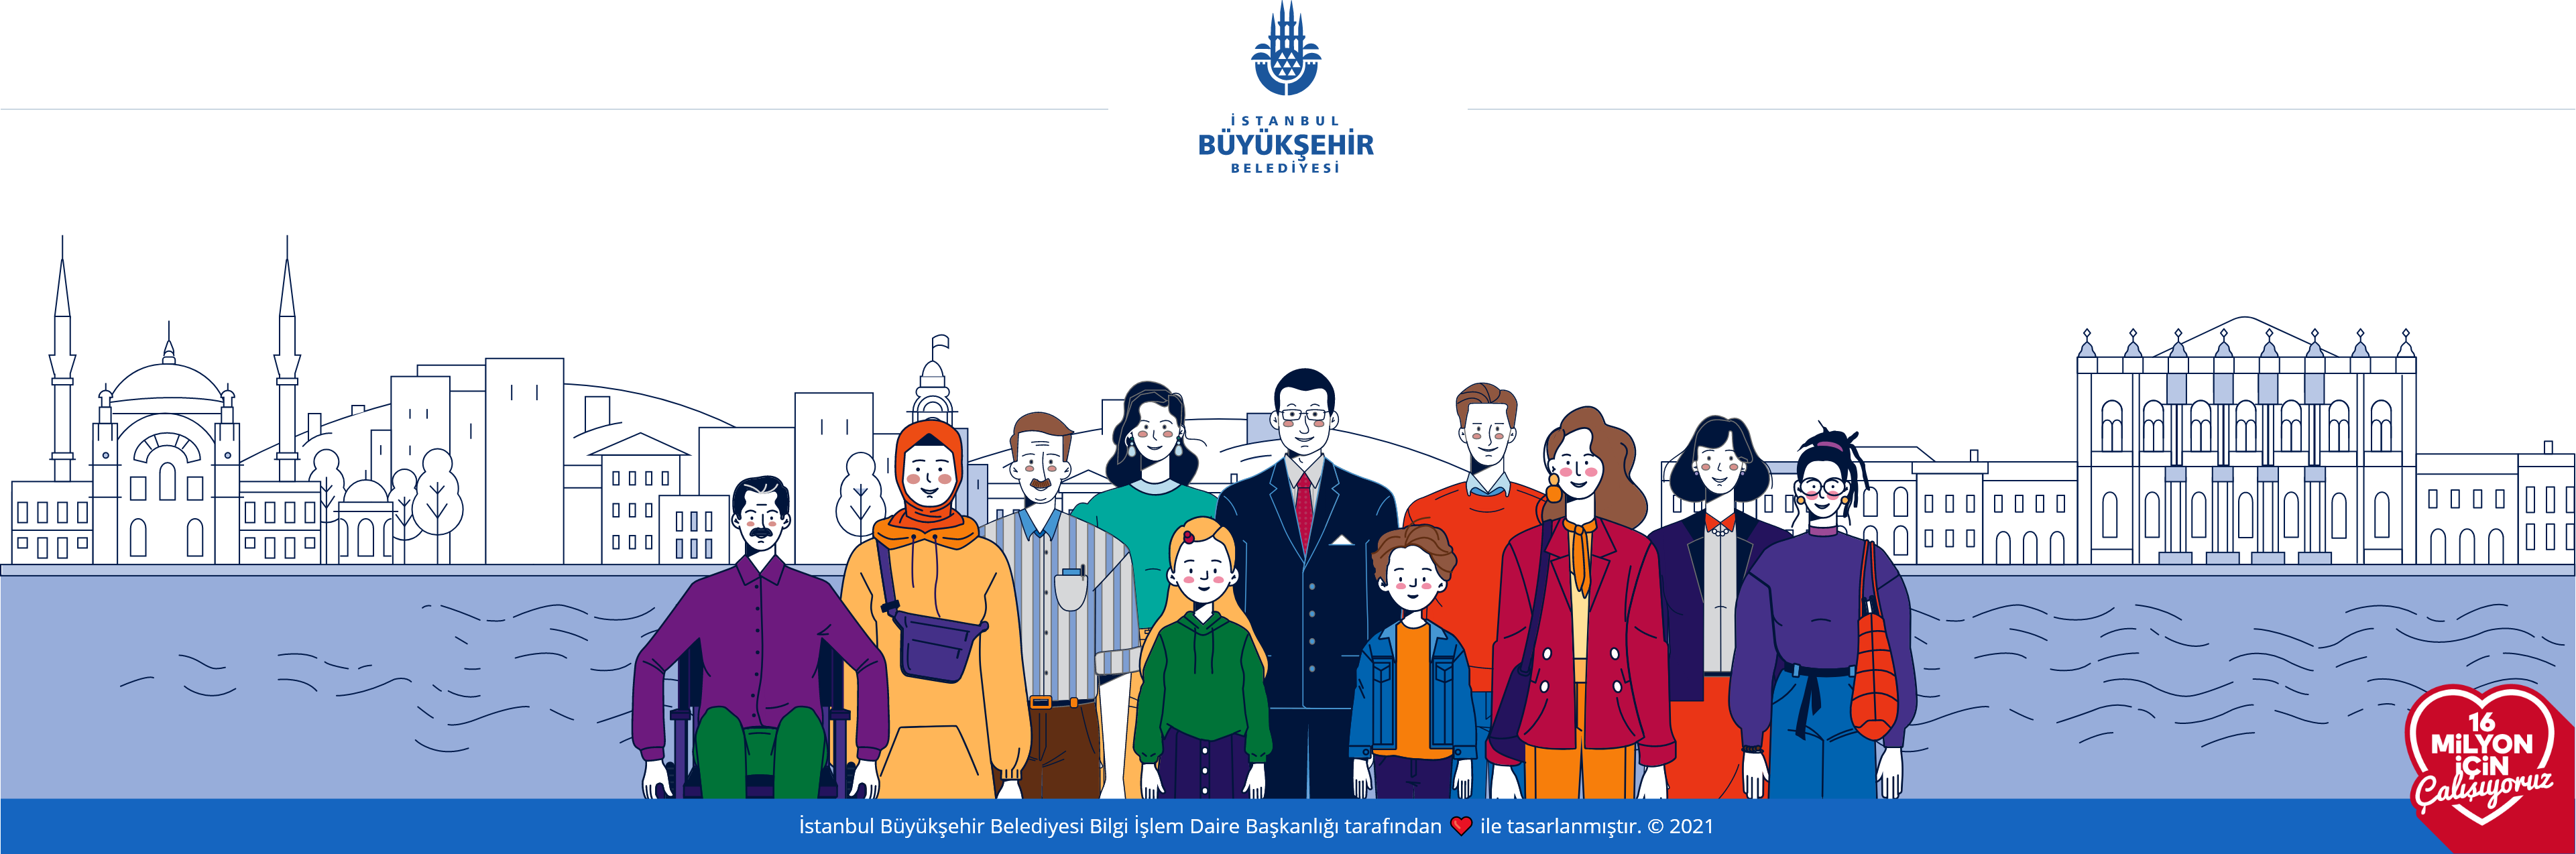 İSTANBUL
BÜYÜKŞEHİR
BELEDİYESİ
16
MİLYON
İÇİN
Çalışıyoruz
İstanbul Büyükşehir Belediyesi Bilgi İşlem Daire Başkanlığı tarafından ❤ ile tasarlanmıştır. © 2021